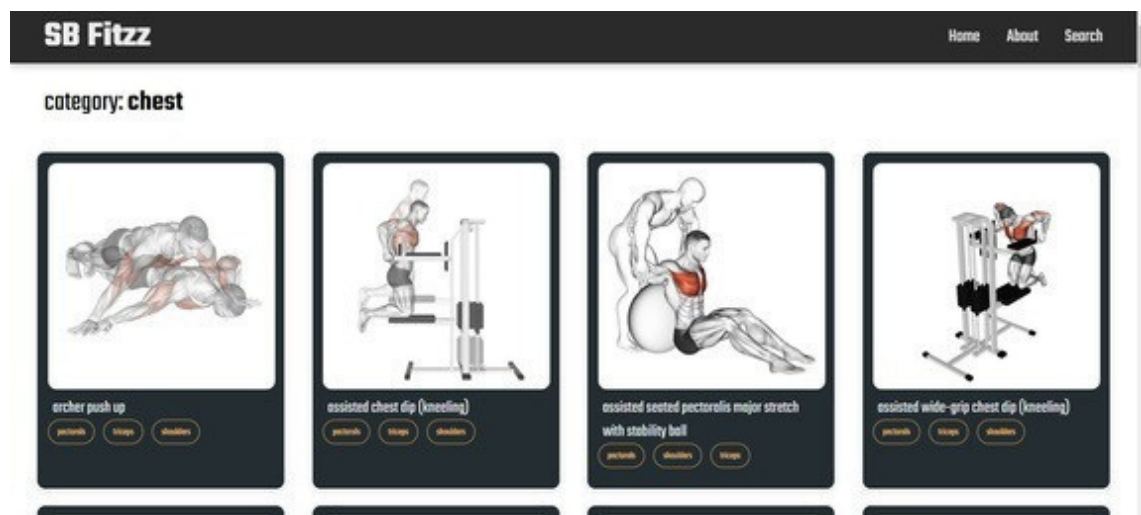 SB Fitzz
Home About Search
category: chest
archer push up
pectorals triceps shoulders
assisted chest dip (kneeling)
pectorals triceps shoulders
assisted seated pectoralis major stretch
with stability ball
pectorals shoulders triceps
assisted wide-grip chest dip (kneeling)
pectorals triceps shoulders